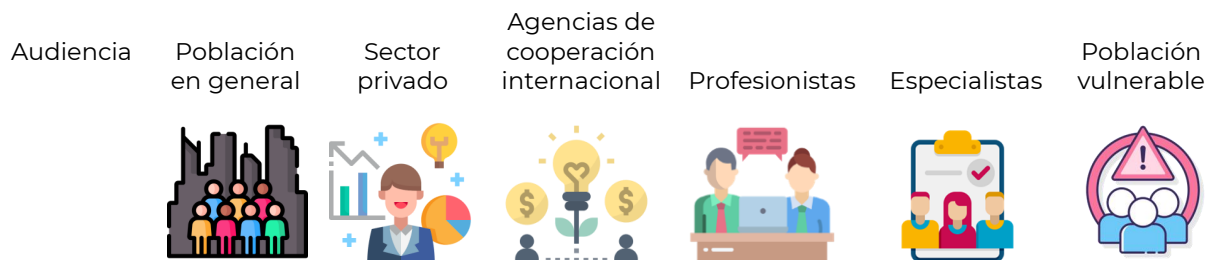 Audiencia
Población
en general
Sector
privado
Agencias de
cooperación
internacional
Profesionistas
Especialistas
Población
vulnerable